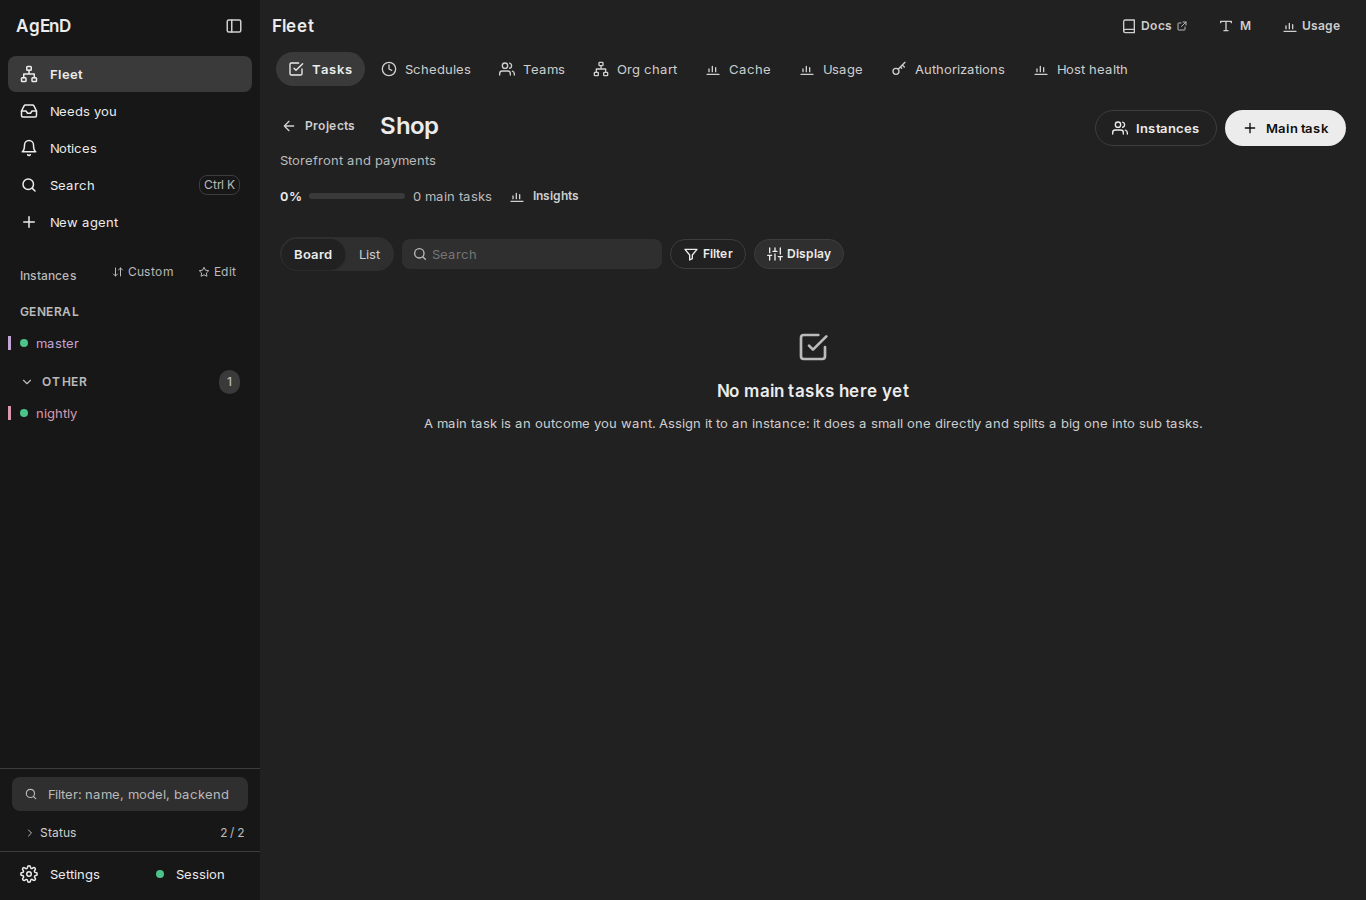 AgEnD
Fleet
Needs you
Notices
Search Ctrl K
New agent
Instances Custom Edit
GENERAL
master
OTHER 1
nightly
Filter: name, model, backend
Status 2 / 2
Settings Session
Fleet Docs M Usage
Tasks Schedules Teams Org chart Cache Usage Authorizations Host health
Projects Shop Instances Main task
Storefront and payments
0% 0 main tasks Insights
Board List Search Filter Display
No main tasks here yet
A main task is an outcome you want. Assign it to an instance: it does a small one directly and splits a big one into sub tasks.